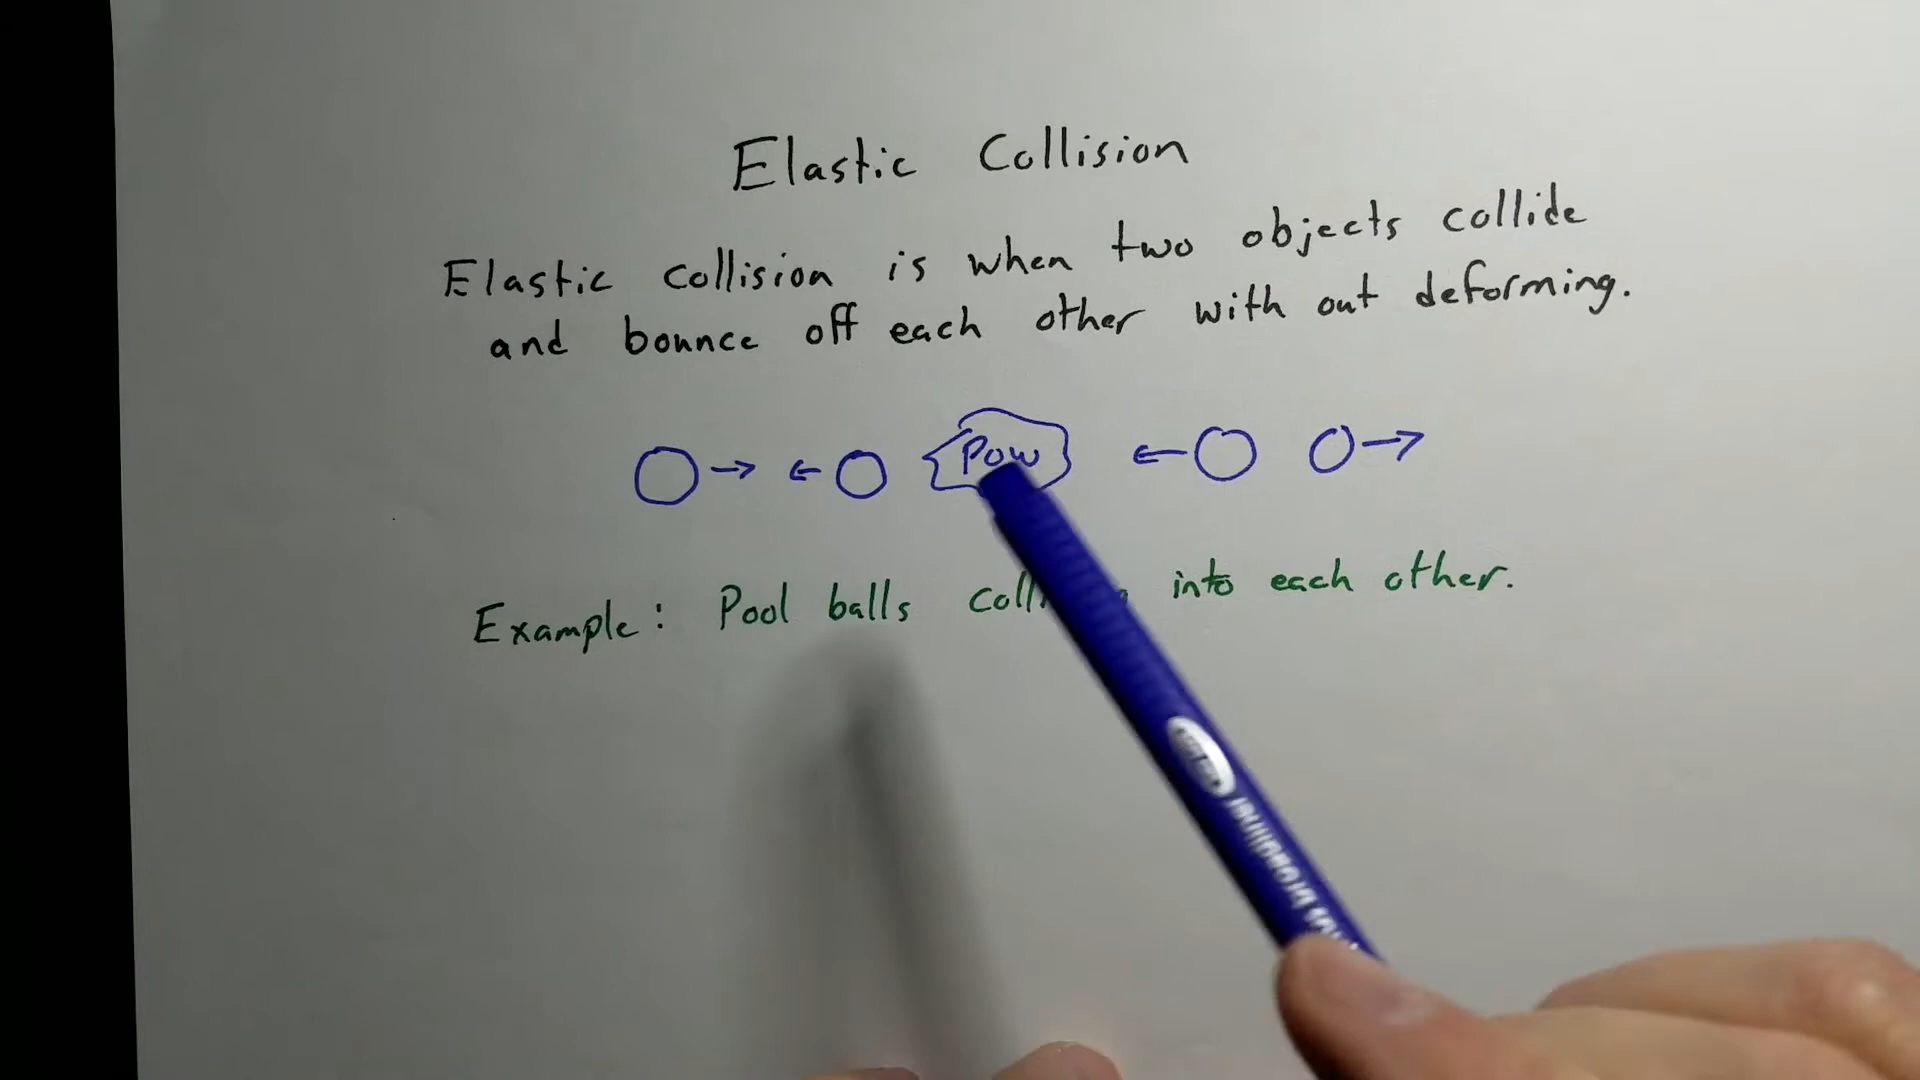 Elastic Collision
Elastic collision is when two objects collide
and bounce off each other with out deforming.
Pow
Example: Pool balls into each other.